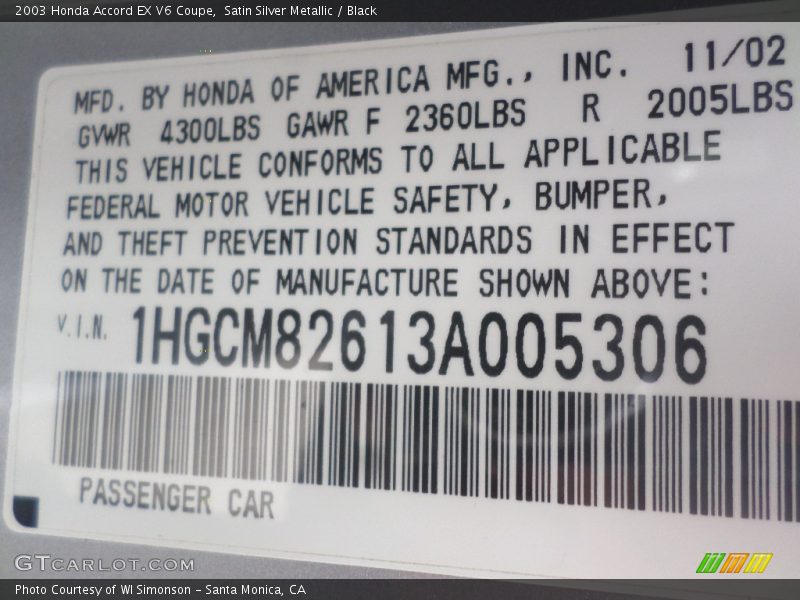 2003 Honda Accord EX V6 Coupe,  Satin Silver Metallic / Black
MFD. BY HONDA OF AMERICA MFG., INC. 11/02
GVWR 4300LBS GAWR F 2360LBS R 2005LBS
THIS VEHICLE CONFORMS TO ALL APPLICABLE
FEDERAL MOTOR VEHICLE SAFETY, BUMPER,
AND THEFT PREVENTION STANDARDS IN EFFECT
ON THE DATE OF MANUFACTURE SHOWN ABOVE:
V.I.N. 1HGCM82613A005306
PASSENGER CAR
GTCARLOT.COM
Photo Courtesy of WI Simonson – Santa Monica, CA